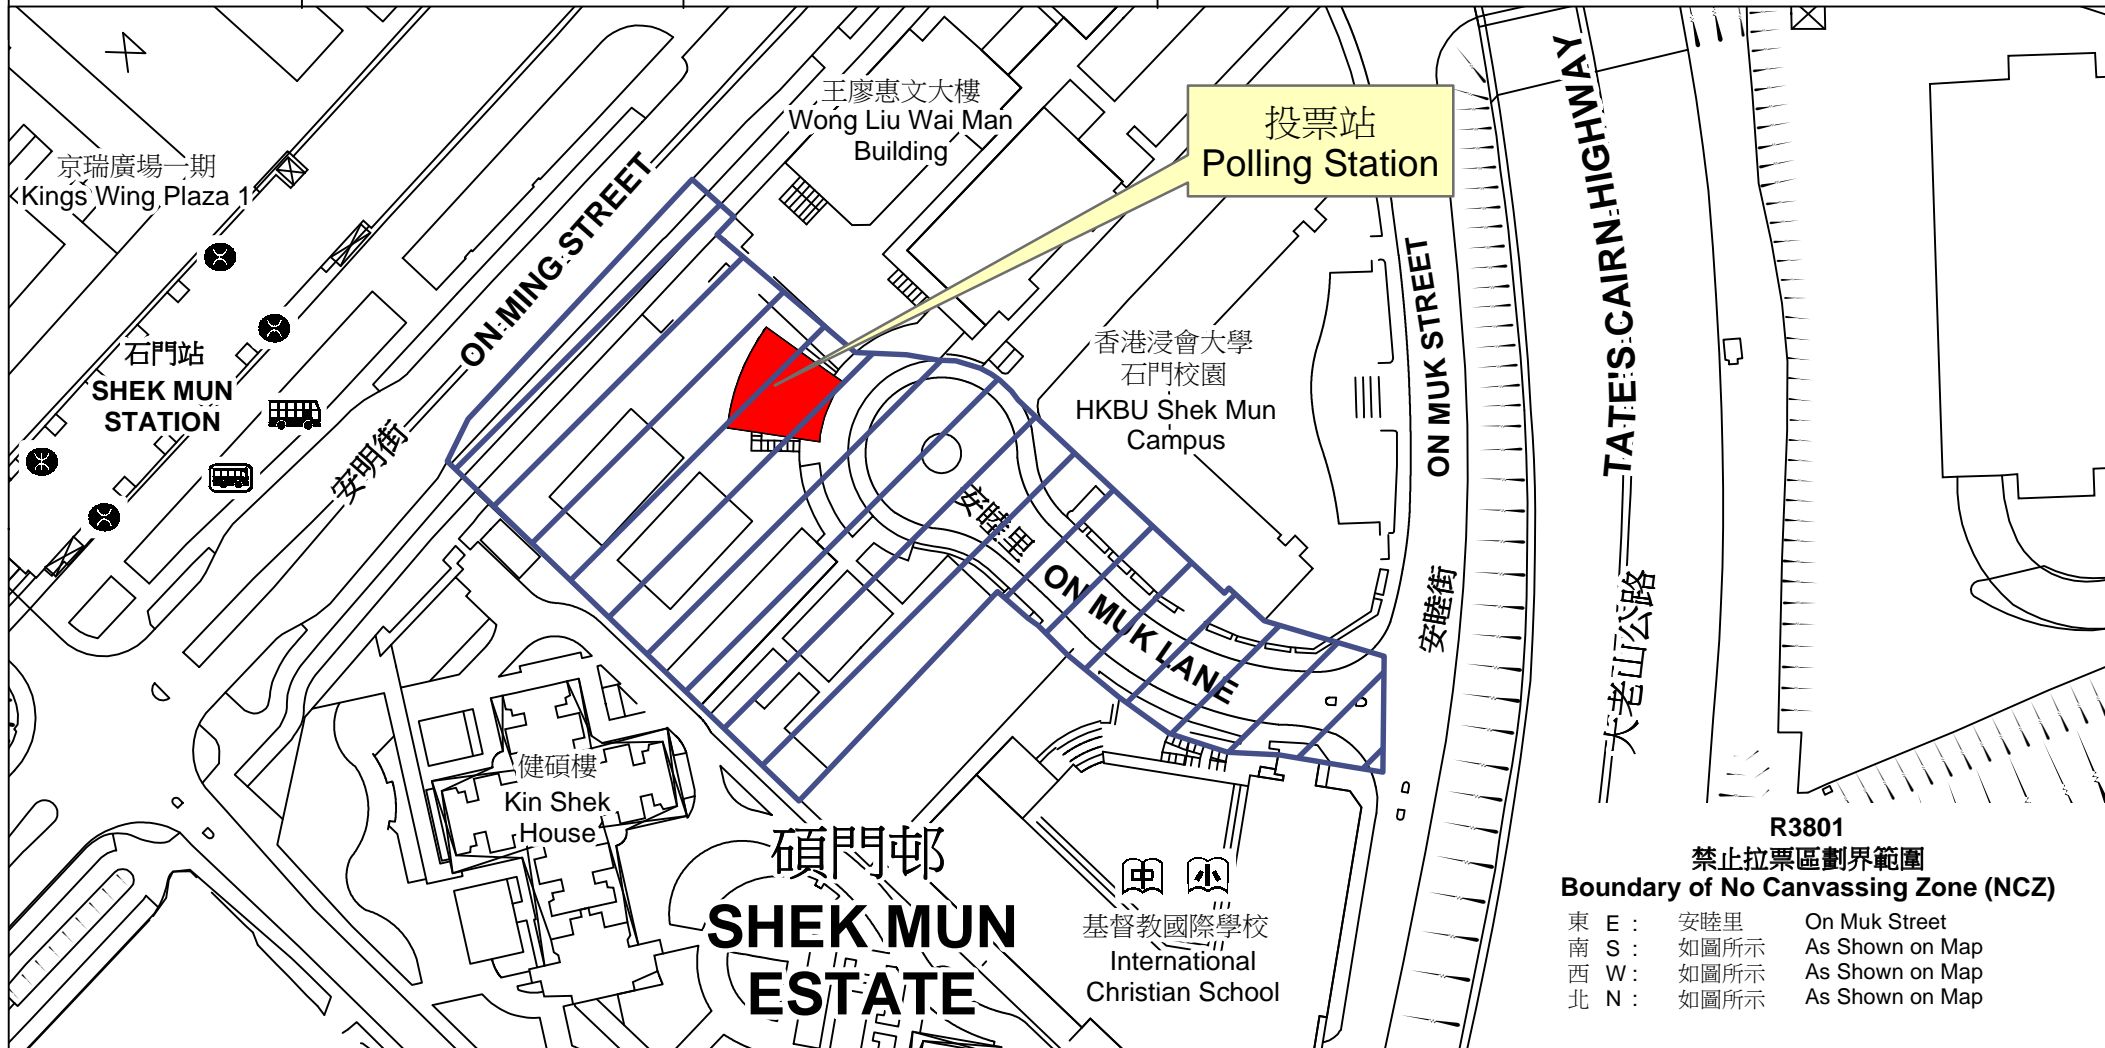 王廖惠文大樓
Wong Liu Wai Man
Building
投票站
Polling Station
京瑞廣場一期
Kings Wing Plaza 1
ON MING STREET
安明街
石門站
SHEK MUN
STATION
香港浸會大學
石門校園
HKBU Shek Mun
Campus
ON MUK STREET
安睦街
TATE'S CAIRN HIGHWAY
大老山公路
安睦里
ON MUK LANE
健碩樓
Kin Shek
House
碩門邨
SHEK MUN
ESTATE
中 小
基督教國際學校
International
Christian School
R3801
禁止拉票區劃界範圍
Boundary of No Canvassing Zone (NCZ)
東 E : 安睦里 On Muk Street
南 S : 如圖所示 As Shown on Map
西 W : 如圖所示 As Shown on Map
北 N : 如圖所示 As Shown on Map